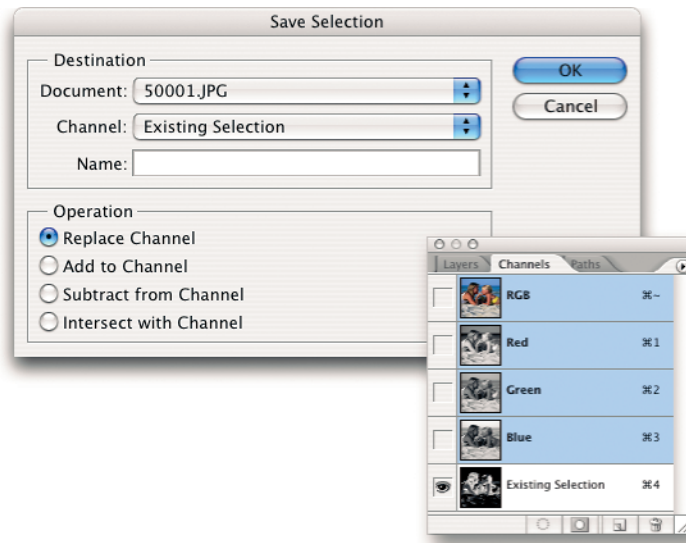 Save Selection
Destination
Document: 50001.JPG
Channel: Existing Selection
Name:
OK
Cancel
Operation
Replace Channel
Add to Channel
Subtract from Channel
Intersect with Channel
Layers Channels Paths
RGB ⌘~
Red ⌘1
Green ⌘2
Blue ⌘3
Existing Selection ⌘4